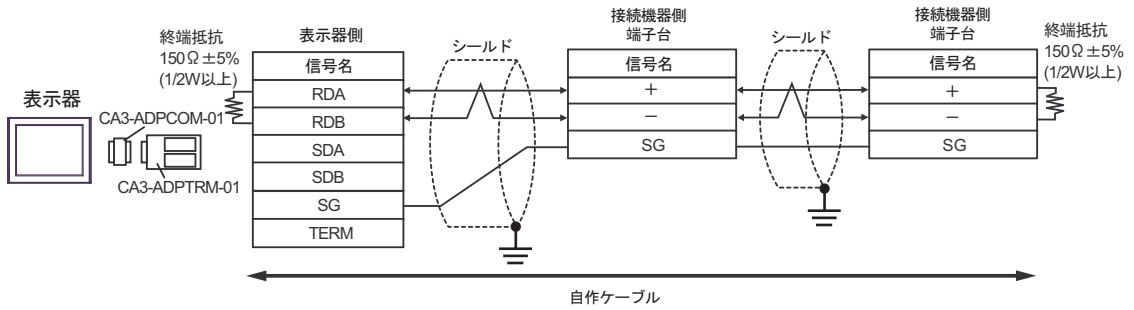 表示器
CA3-ADPCOM-01
CA3-ADPTRM-01
終端抵抗
150Ω±5%
(1/2W以上)
表示器側
信号名
RDA
RDB
SDA
SDB
SG
TERM
シールド
接続機器側
端子台
信号名
+
-
SG
シールド
接続機器側
端子台
信号名
+
-
SG
終端抵抗
150Ω±5%
(1/2W以上)
自作ケーブル